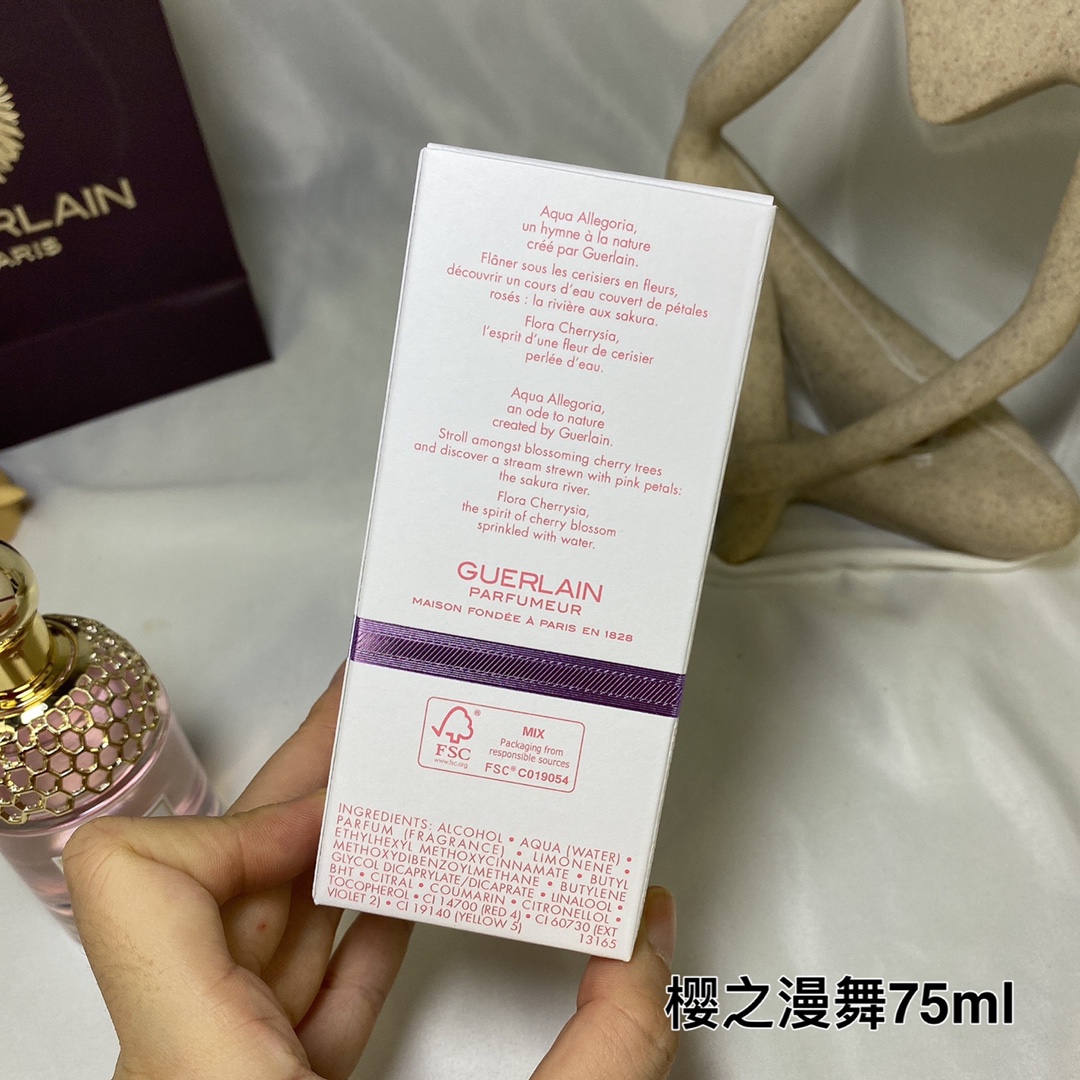 GUERLAIN
PARIS
Aqua Allegoria,
un hymne à la nature
créé par Guerlain.
Flâner sous les cerisiers en fleurs,
découvrir un cours d'eau couvert de pétales
rosés : la rivière aux sakura.
Flora Cherrysia,
l'esprit d'une fleur de cerisier
perlée d'eau.
Aqua Allegoria,
an ode to nature
created by Guerlain.
Stroll amongst blossoming cherry trees
and discover a stream strewn with pink petals:
the sakura river.
Flora Cherrysia,
the spirit of cherry blossom
sprinkled with water.
GUERLAIN
PARFUMEUR
MAISON FONDÉE À PARIS EN 1828
FSC®
www.fsc.org
MIX
Packaging from
responsible sources
FSC® C019054
INGREDIENTS: ALCOHOL • AQUA (WATER) •
PARFUM (FRAGRANCE) • LIMONENE •
ETHYLHEXYL METHOXYCINNAMATE • BUTYL
METHOXYDIBENZOYLMETHANE • BUTYLENE
GLYCOL DICAPRYLATE/DICAPRATE • LINALOOL •
BHT • CITRAL • COUMARIN • CITRONELLOL •
TOCOPHEROL • CI 14700 (RED 4) • CI 60730 (EXT
VIOLET 2) • CI 19140 (YELLOW 5)
13165
樱之漫舞75ml